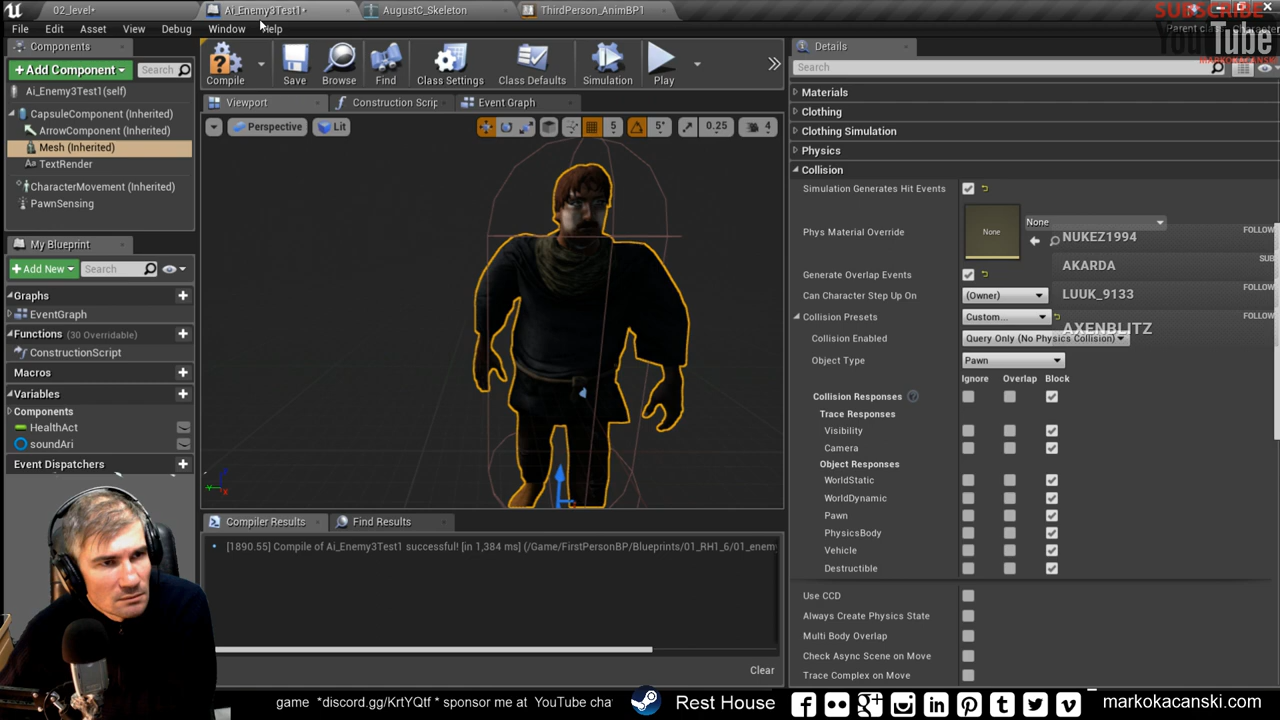 02_level*
Ai_Enemy3Test1*
AugustC_Skeleton
ThirdPerson_AnimBP1
SUBSCRIBE
YouTube
MARKOKACANSKI
File Edit Asset View Debug Window Help
Parent class: Character
Components
+Add Component
Search
Ai_Enemy3Test1(self)
CapsuleComponent (Inherited)
ArrowComponent (Inherited)
Mesh (Inherited)
TextRender
CharacterMovement (Inherited)
PawnSensing
My Blueprint
+Add New
Search
Graphs
EventGraph
Functions (30 Overridable)
ConstructionScript
Macros
Variables
Components
HealthAct
soundAri
Event Dispatchers
Compile
Save
Browse
Find
Class Settings
Class Defaults
Simulation
Play
Viewport
Construction Scrip
Event Graph
Perspective
Lit
5
5°
0.25
4
Compiler Results
Find Results
[1890.55] Compile of Ai_Enemy3Test1 successful! [in 1,384 ms] (/Game/FirstPersonBP/Blueprints/01_RH1_6/01_enem
Clear
Details
Search
Materials
Clothing
Clothing Simulation
Physics
Collision
Simulation Generates Hit Events
Phys Material Override
None
None
Generate Overlap Events
Can Character Step Up On
(Owner)
Collision Presets
Custom...
Collision Enabled
Query Only (No Physics Collision)
Object Type
Pawn
Ignore Overlap Block
Collision Responses
Trace Responses
Visibility
Camera
Object Responses
WorldStatic
WorldDynamic
Pawn
PhysicsBody
Vehicle
Destructible
Use CCD
Always Create Physics State
Multi Body Overlap
Check Async Scene on Move
Trace Complex on Move
NUKEZ1994 FOLLOW
AKARDA SUB
LUUK_9133 FOLLOW
AXENBLITZ FOLLOW
game *discord.gg/KrtYQtf * sponsor me at YouTube cha
Rest House
markokacanski.com